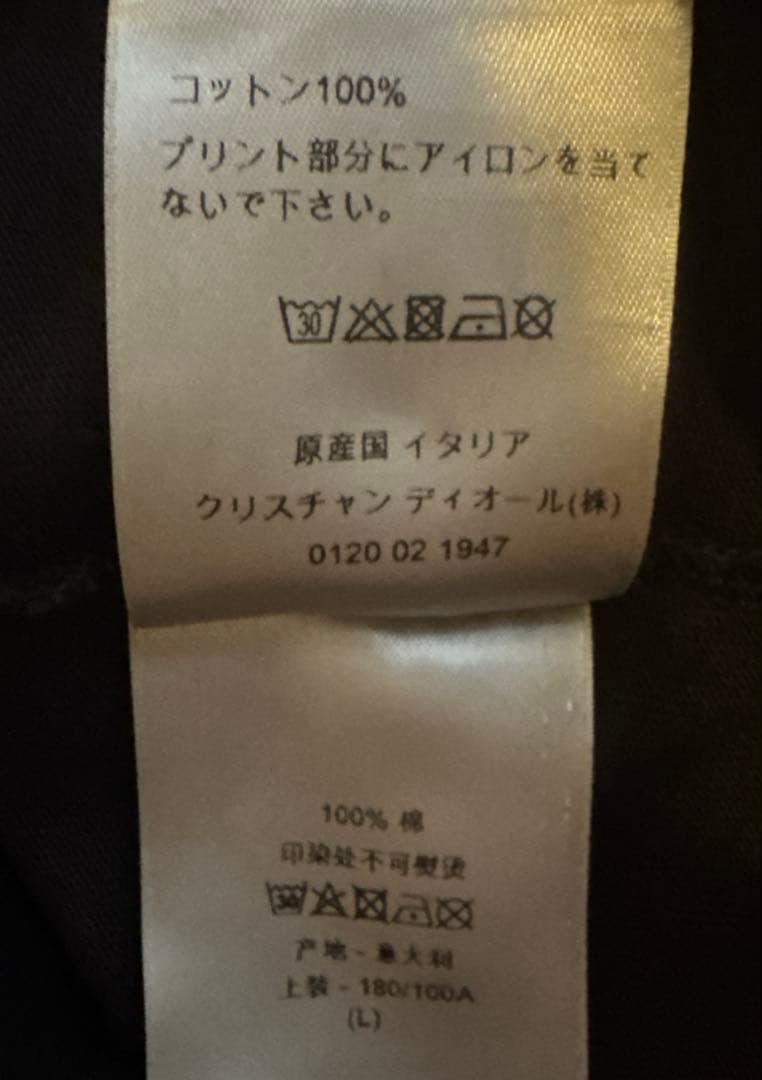 コットン100%
プリント部分にアイロンを当て
ないで下さい。
30
原産国 イタリア
クリスチャン ディオール(株)
0120 02 1947
100% 棉
印染处不可熨烫
30
产地 - 意大利
上装 - 180/100A
(L)